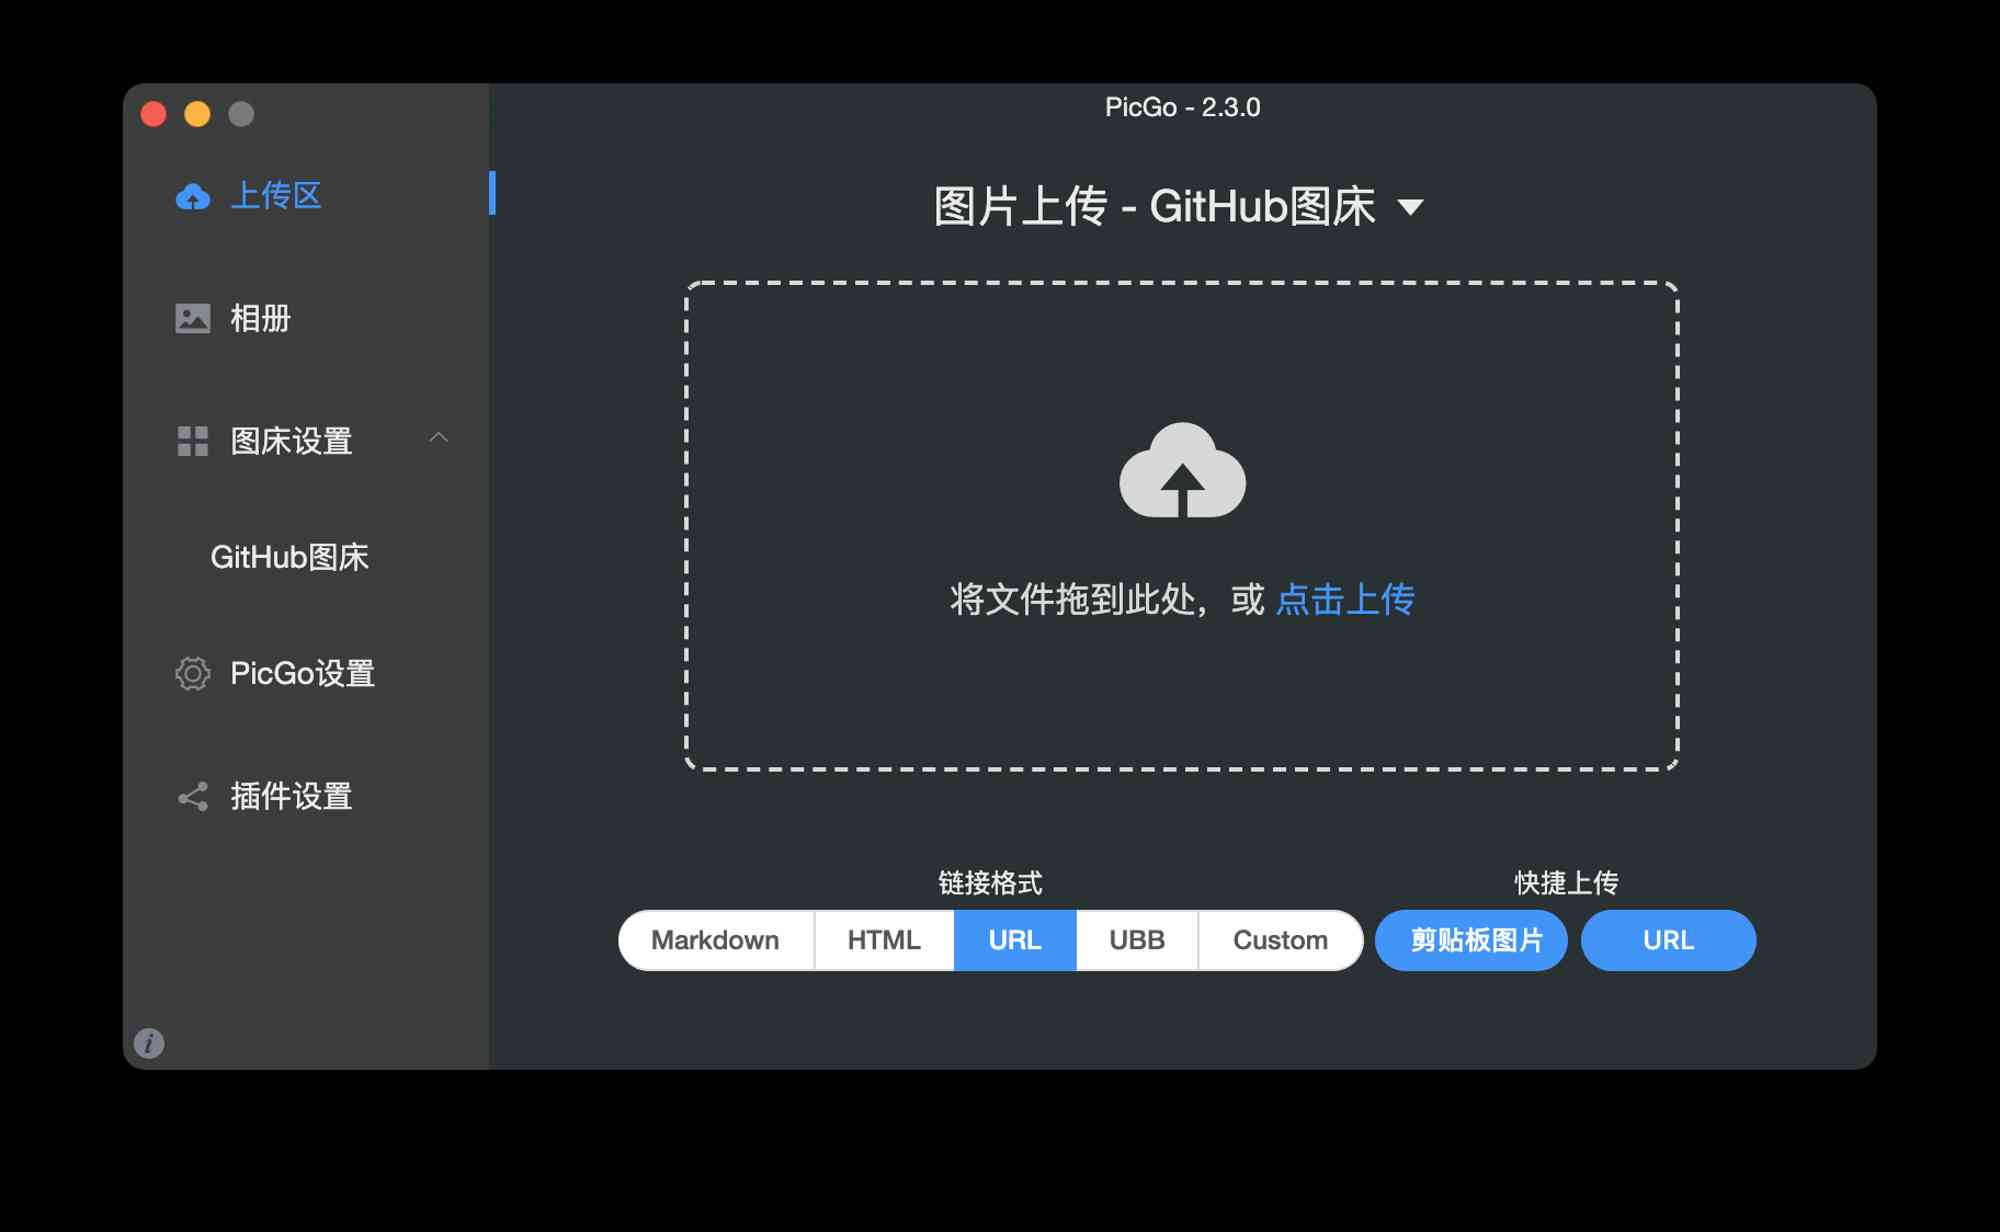 PicGo - 2.3.0
上传区
相册
图床设置
GitHub图床
PicGo设置
插件设置
图片上传 - GitHub图床
将文件拖到此处，或 点击上传
链接格式
Markdown HTML URL UBB Custom
快捷上传
剪贴板图片 URL